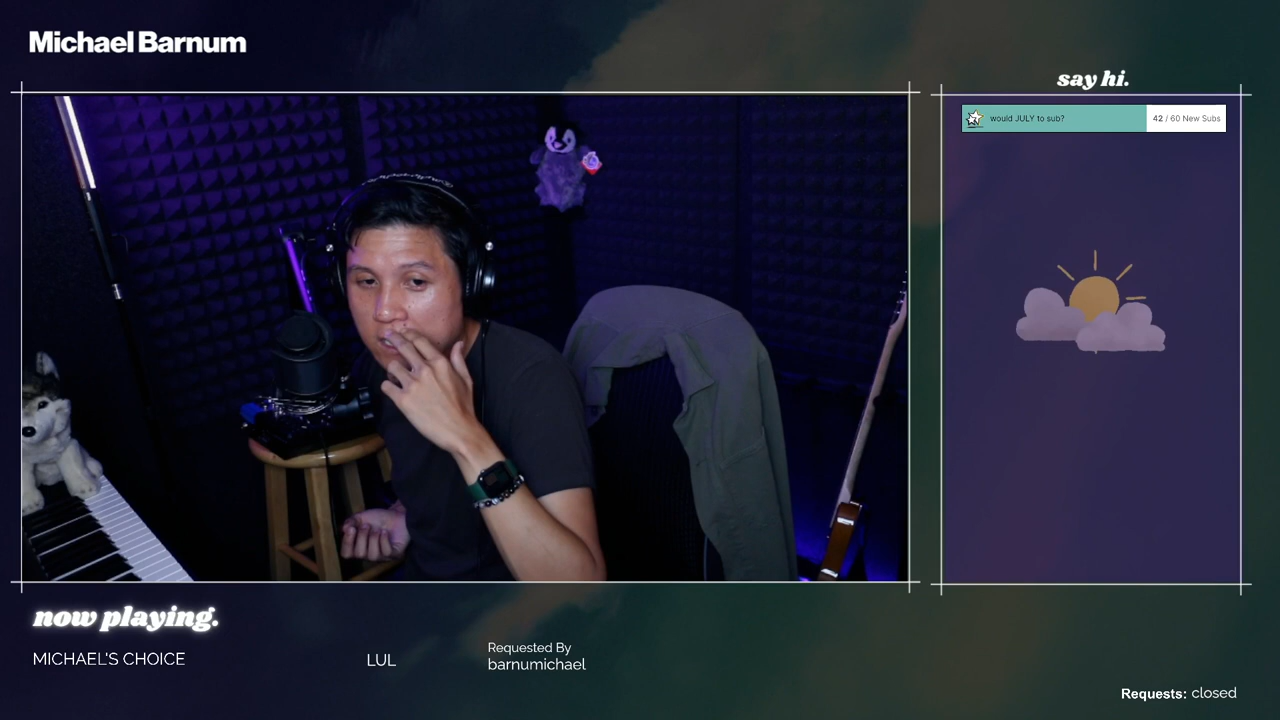 Michael Barnum
say hi.
would JULY to sub?
42 / 60 New Subs
now playing.
MICHAEL'S CHOICE
LUL
Requested By
barnumichael
Requests: closed